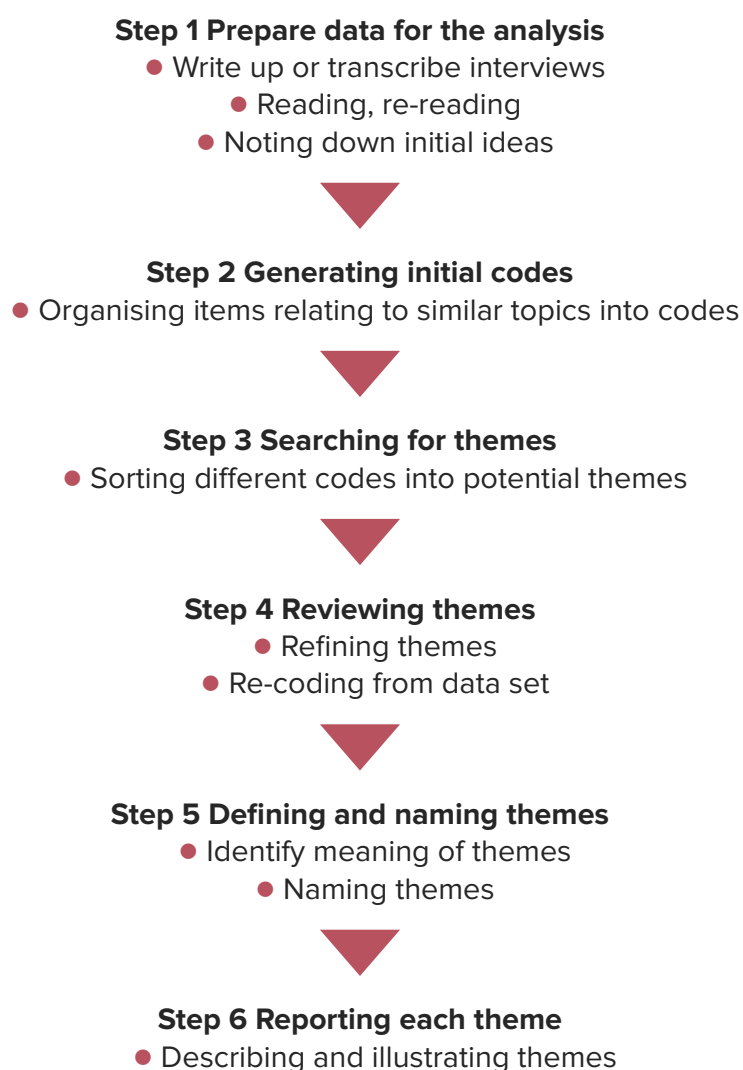 Step 1 Prepare data for the analysis
● Write up or transcribe interviews
● Reading, re-reading
● Noting down initial ideas
Step 2 Generating initial codes
● Organising items relating to similar topics into codes
Step 3 Searching for themes
● Sorting different codes into potential themes
Step 4 Reviewing themes
● Refining themes
● Re-coding from data set
Step 5 Defining and naming themes
● Identify meaning of themes
● Naming themes
Step 6 Reporting each theme
● Describing and illustrating themes